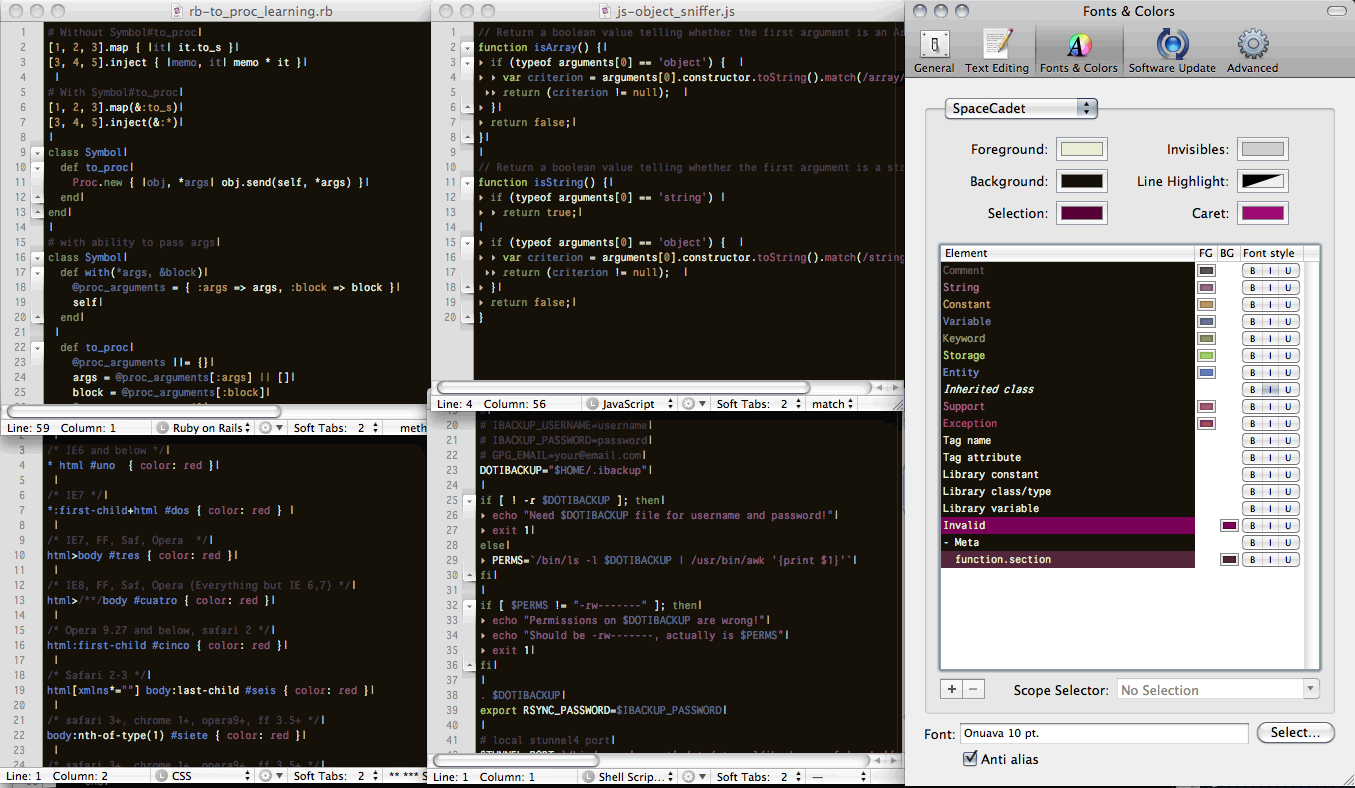 rb-to_proc_learning.rb
1 # Without Symbol#to_proc
2 [1, 2, 3].map { |it| it.to_s }
3 [3, 4, 5].inject { |memo, it| memo * it }
4
5 # With Symbol#to_proc
6 [1, 2, 3].map(&:to_s)
7 [3, 4, 5].inject(&:*)
8
9 class Symbol
10 def to_proc
11 Proc.new { |obj, *args| obj.send(self, *args) }
12 end
13 end
14
15 # with ability to pass args
16 class Symbol
17 def with(*args, &block)
18 @proc_arguments = { :args => args, :block => block }
19 self
20 end
21
22 def to_proc
23 @proc_arguments ||= {}
24 args = @proc_arguments[:args] || []
25 block = @proc_arguments[:block]
Line: 59 Column: 1 L Ruby on Rails Soft Tabs: 2 meth
js-object_sniffer.js
1 // Return a boolean value telling whether the first argument is an Ar
2 function isArray() {
3 if (typeof arguments[0] == 'object') {
4 var criterion = arguments[0].constructor.toString().match(/array/
5 return (criterion != null);
6 }
7 return false;
8 }
9
10 // Return a boolean value telling whether the first argument is a str
11 function isString() {
12 if (typeof arguments[0] == 'string')
13 return true;
14
15 if (typeof arguments[0] == 'object') {
16 var criterion = arguments[0].constructor.toString().match(/string
17 return (criterion != null);
18 }
19 return false;
20 }
Line: 4 Column: 56 L JavaScript Soft Tabs: 2 match
3 /* IE6 and below */
4 * html #uno { color: red }
5
6 /* IE7 */
7 *:first-child+html #dos { color: red }
8
9 /* IE7, FF, Saf, Opera */
10 html>body #tres { color: red }
11
12 /* IE8, FF, Saf, Opera (Everything but IE 6,7) */
13 html>/**/body #cuatro { color: red }
14
15 /* Opera 9.27 and below, safari 2 */
16 html:first-child #cinco { color: red }
17
18 /* Safari 2-3 */
19 html[xmlns*=""] body:last-child #seis { color: red }
20
21 /* safari 3+, chrome 1+, opera9+, ff 3.5+ */
22 body:nth-of-type(1) #siete { color: red }
23
24 /* safari 3+, chrome 1+, opera9+, ff 3.5+ */
Line: 1 Column: 2 L CSS Soft Tabs: 2 ** *** S
20 # IBACKUP_USERNAME=username
21 # IBACKUP_PASSWORD=password
22 # GPG_EMAIL=your@email.com
23 DOTIBACKUP="$HOME/.ibackup"
24
25 if [ ! -r $DOTIBACKUP ]; then
26 echo "Need $DOTIBACKUP file for username and password!"
27 exit 1
28 else
29 PERMS=`/bin/ls -l $DOTIBACKUP | /usr/bin/awk '{print $1}'`
30 fi
31
32 if [ $PERMS != "-rw-------" ]; then
33 echo "Permissions on $DOTIBACKUP are wrong!"
34 echo "Should be -rw-------, actually is $PERMS"
35 exit 1
36 fi
37
38 . $DOTIBACKUP
39 export RSYNC_PASSWORD=$IBACKUP_PASSWORD
40
41 # local stunnel4 port
Line: 1 Column: 1 L Shell Scrip... Soft Tabs: 2 —
Fonts & Colors
General Text Editing Fonts & Colors Software Update Advanced
SpaceCadet
Foreground: Invisibles:
Background: Line Highlight:
Selection: Caret:
Element FG BG Font style
Comment B I U
String B I U
Constant B I U
Variable B I U
Keyword B I U
Storage B I U
Entity B I U
Inherited class B I U
Support B I U
Exception B I U
Tag name B I U
Tag attribute B I U
Library constant B I U
Library class/type B I U
Library variable B I U
Invalid B I U
- Meta B I U
function.section B I U
+ − Scope Selector: No Selection
Font: Onuava 10 pt. Select...
Anti alias